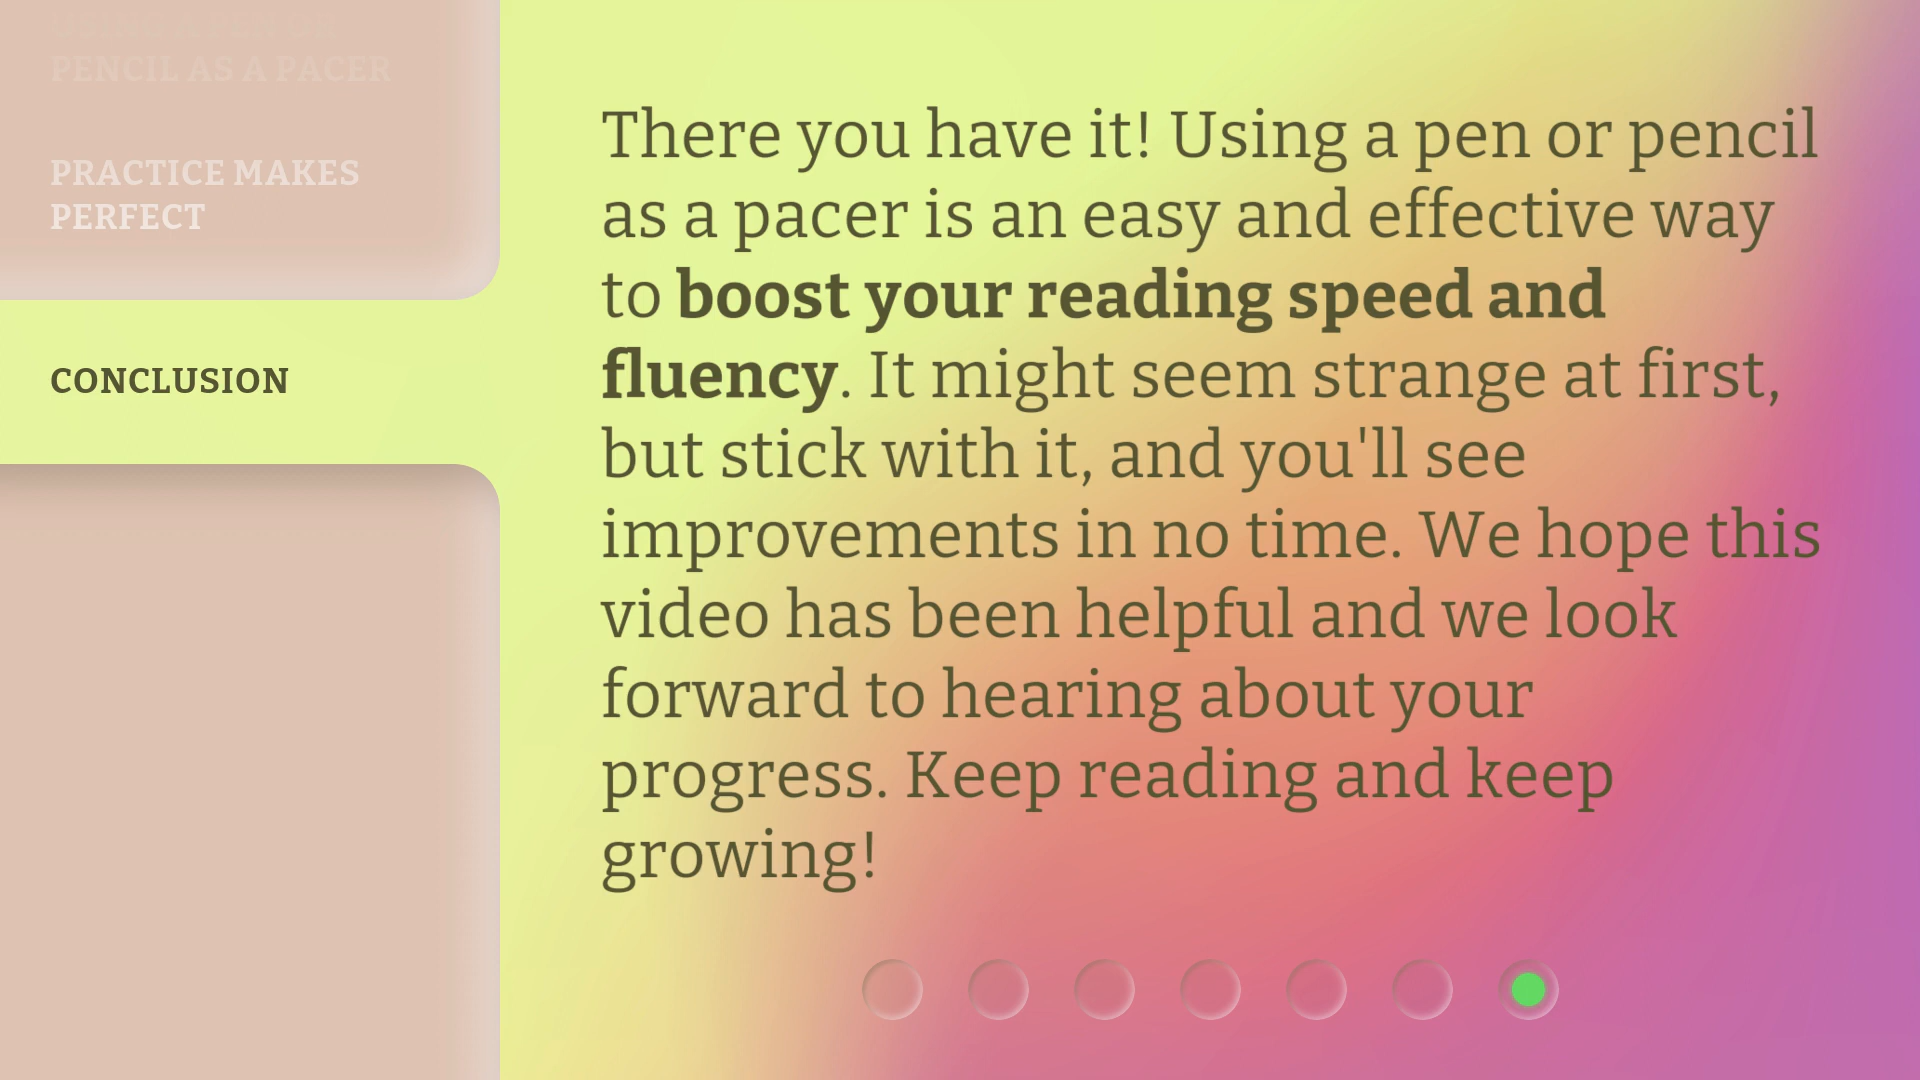 USING A PEN OR
PENCIL AS A PACER
PRACTICE MAKES
PERFECT
CONCLUSION
There you have it! Using a pen or pencil
as a pacer is an easy and effective way
to boost your reading speed and
fluency. It might seem strange at first,
but stick with it, and you'll see
improvements in no time. We hope this
video has been helpful and we look
forward to hearing about your
progress. Keep reading and keep
growing!